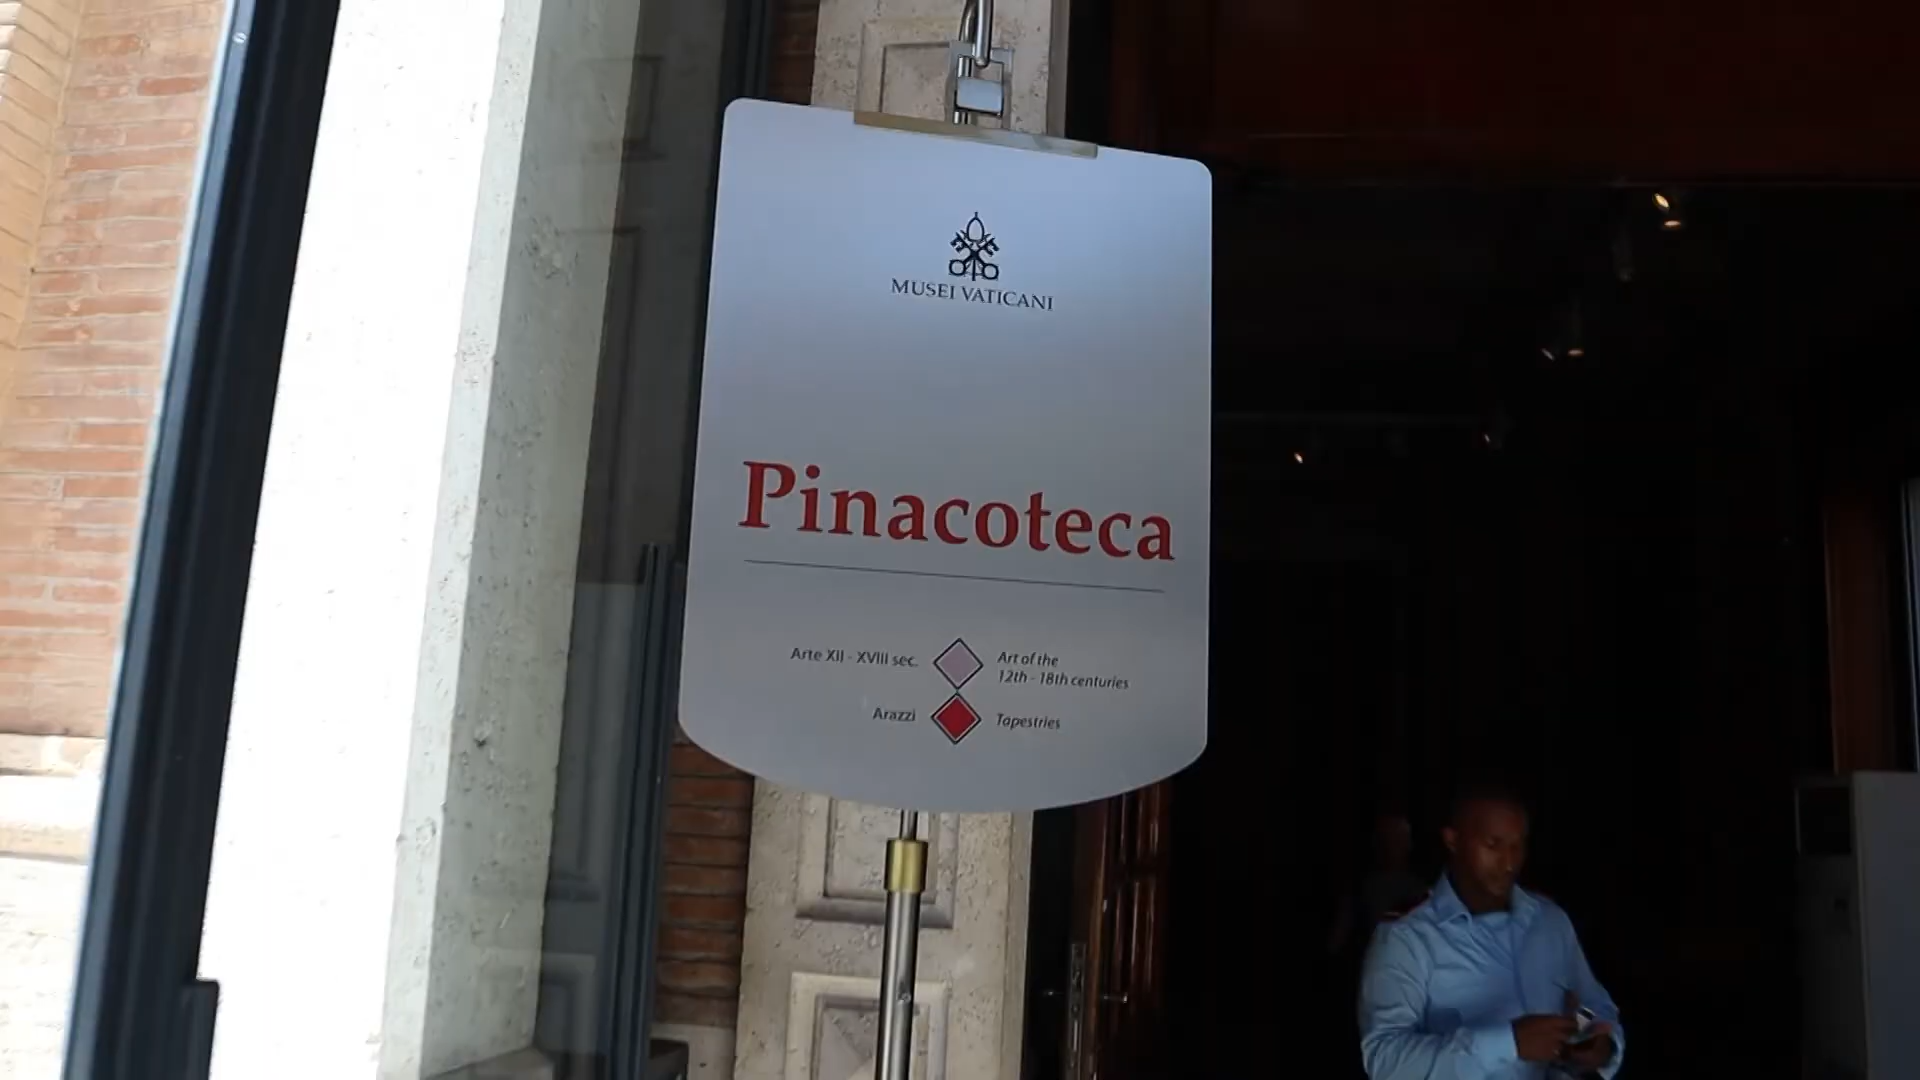 MUSEI VATICANI
Pinacoteca
Arte XII - XVIII sec.
Art of the
12th - 18th centuries
Arazzi
Tapestries